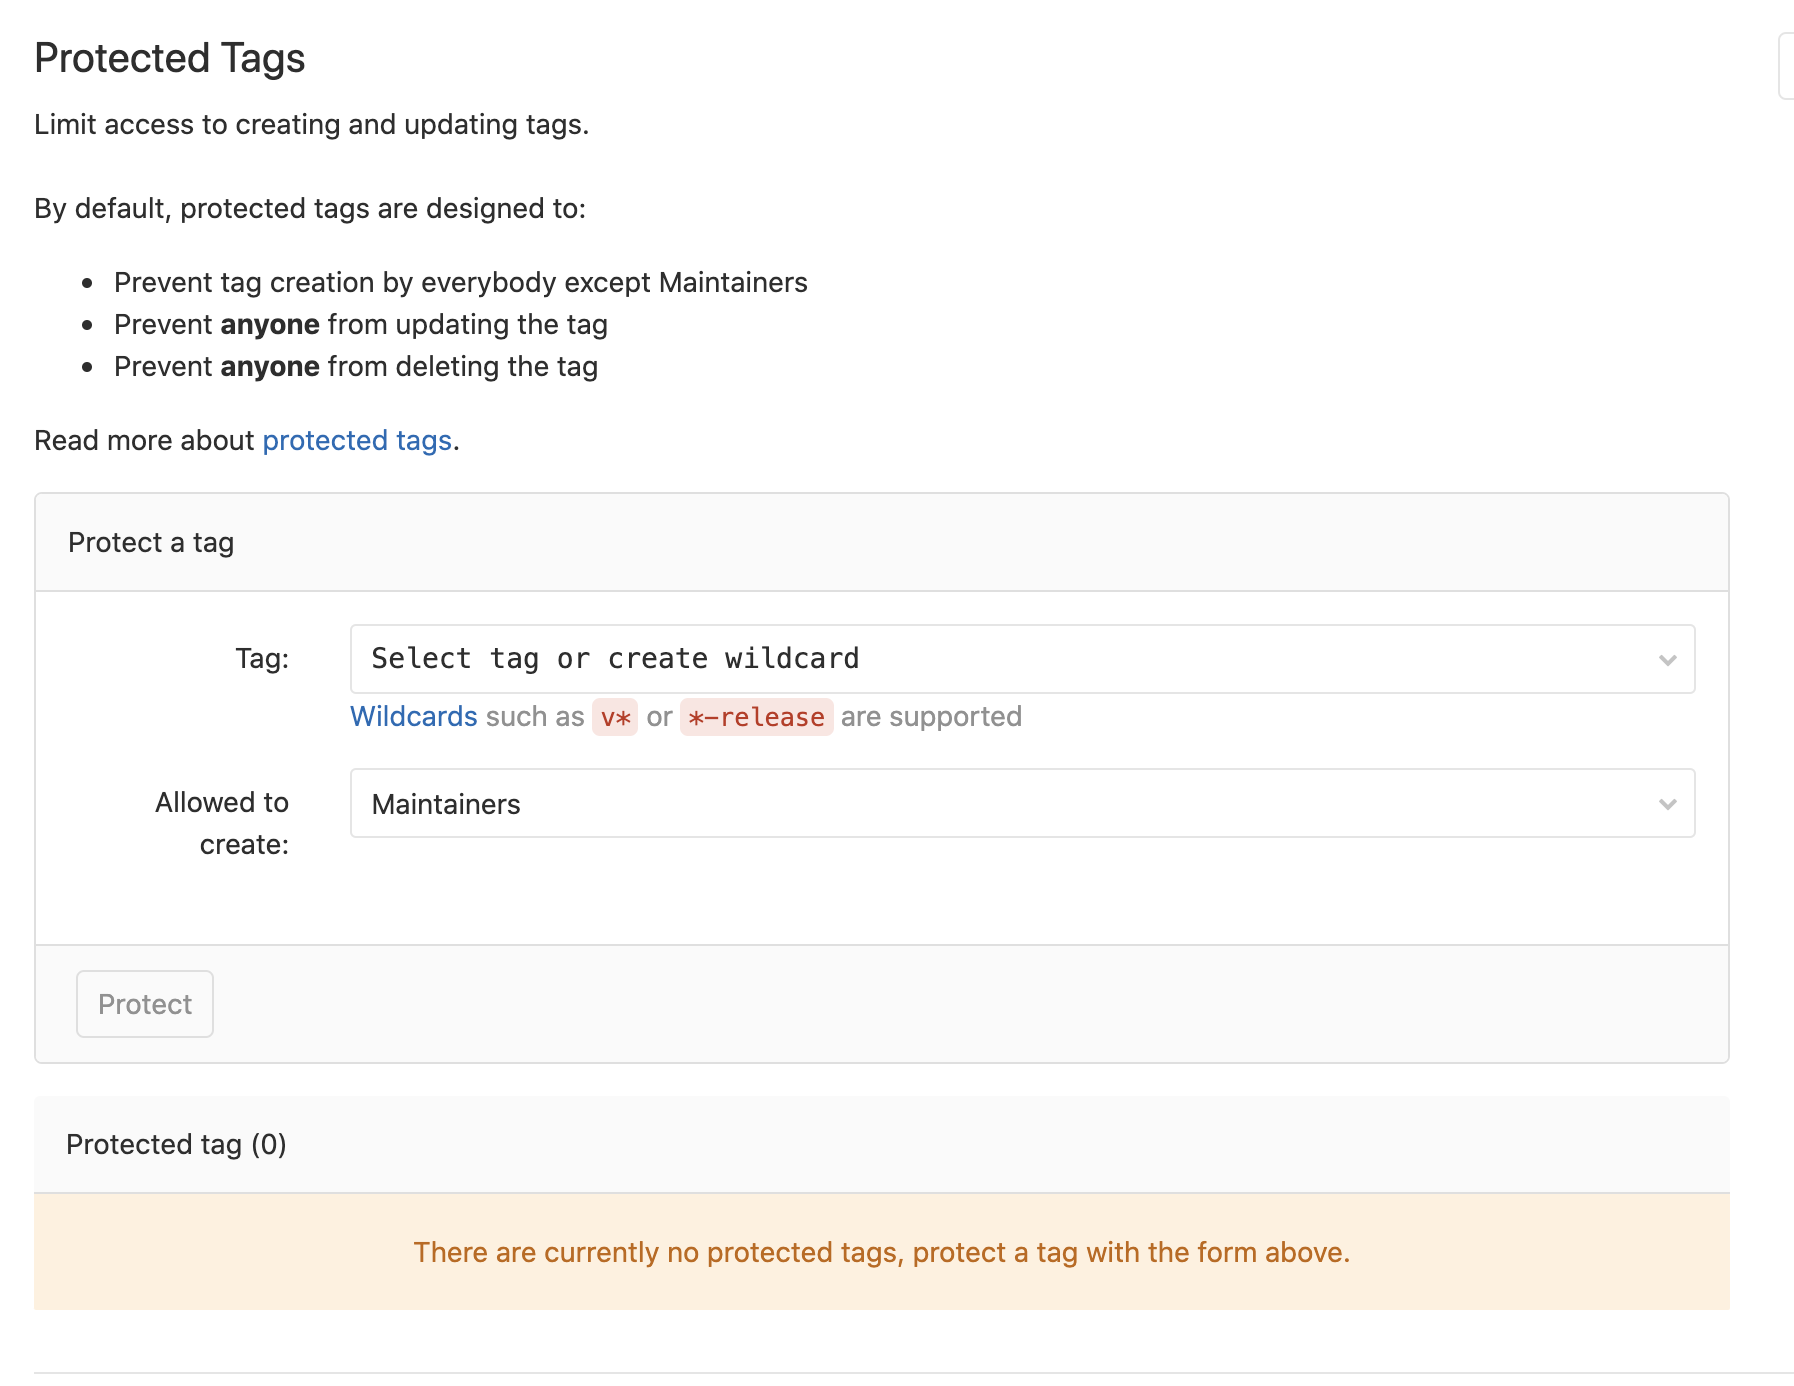 Protected Tags
Limit access to creating and updating tags.
By default, protected tags are designed to:
Prevent tag creation by everybody except Maintainers
Prevent anyone from updating the tag
Prevent anyone from deleting the tag
Read more about protected tags.
Protect a tag
Tag:
Select tag or create wildcard
Wildcards such as v* or *-release are supported
Allowed to
create:
Maintainers
Protect
Protected tag (0)
There are currently no protected tags, protect a tag with the form above.